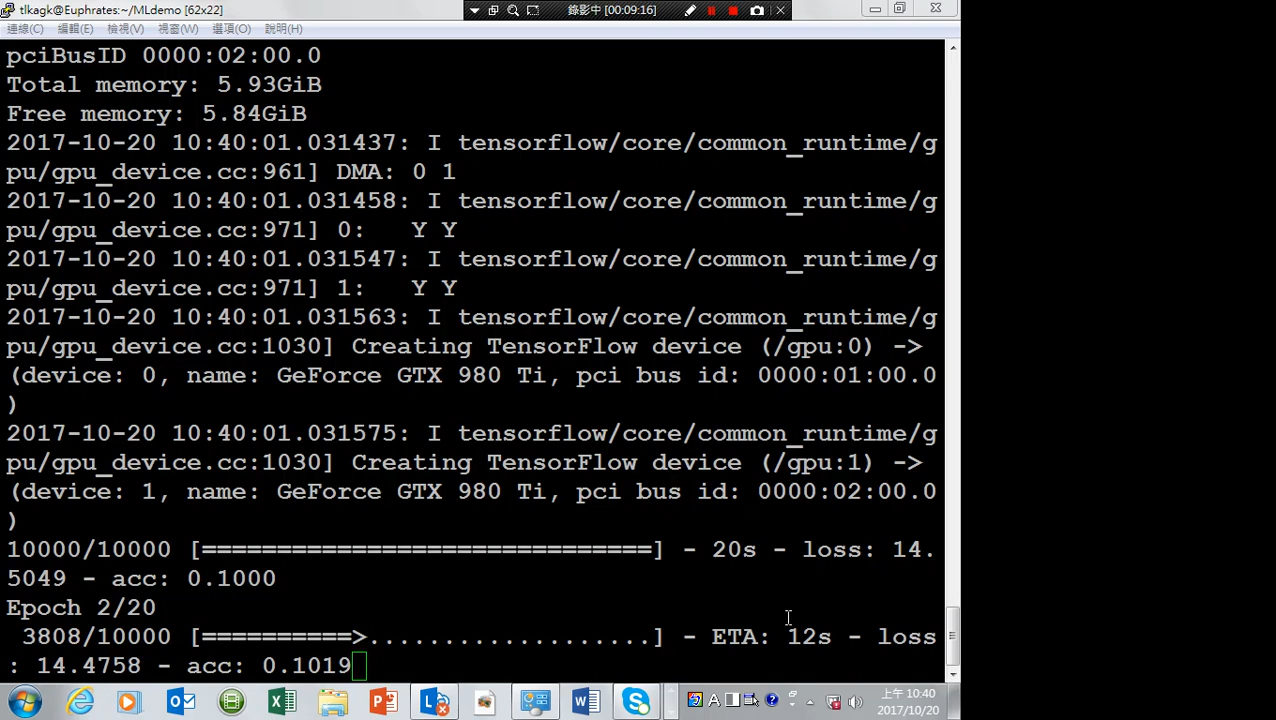 tlkagk@Euphrates:~/MLdemo [62x22]
錄影中 [00:09:16]
連線(C) 編輯(E) 檢視(V) 視窗(W) 選項(O) 說明(H)
pciBusID 0000:02:00.0
Total memory: 5.93GiB
Free memory: 5.84GiB
2017-10-20 10:40:01.031437: I tensorflow/core/common_runtime/g
pu/gpu_device.cc:961] DMA: 0 1
2017-10-20 10:40:01.031458: I tensorflow/core/common_runtime/g
pu/gpu_device.cc:971] 0:   Y Y
2017-10-20 10:40:01.031547: I tensorflow/core/common_runtime/g
pu/gpu_device.cc:971] 1:   Y Y
2017-10-20 10:40:01.031563: I tensorflow/core/common_runtime/g
pu/gpu_device.cc:1030] Creating TensorFlow device (/gpu:0) ->
(device: 0, name: GeForce GTX 980 Ti, pci bus id: 0000:01:00.0
)
2017-10-20 10:40:01.031575: I tensorflow/core/common_runtime/g
pu/gpu_device.cc:1030] Creating TensorFlow device (/gpu:1) ->
(device: 1, name: GeForce GTX 980 Ti, pci bus id: 0000:02:00.0
)
10000/10000 [==============================] - 20s - loss: 14.
5049 - acc: 0.1000
Epoch 2/20
 3808/10000 [==========>...................] - ETA: 12s - loss
: 14.4758 - acc: 0.1019
上午 10:40
2017/10/20